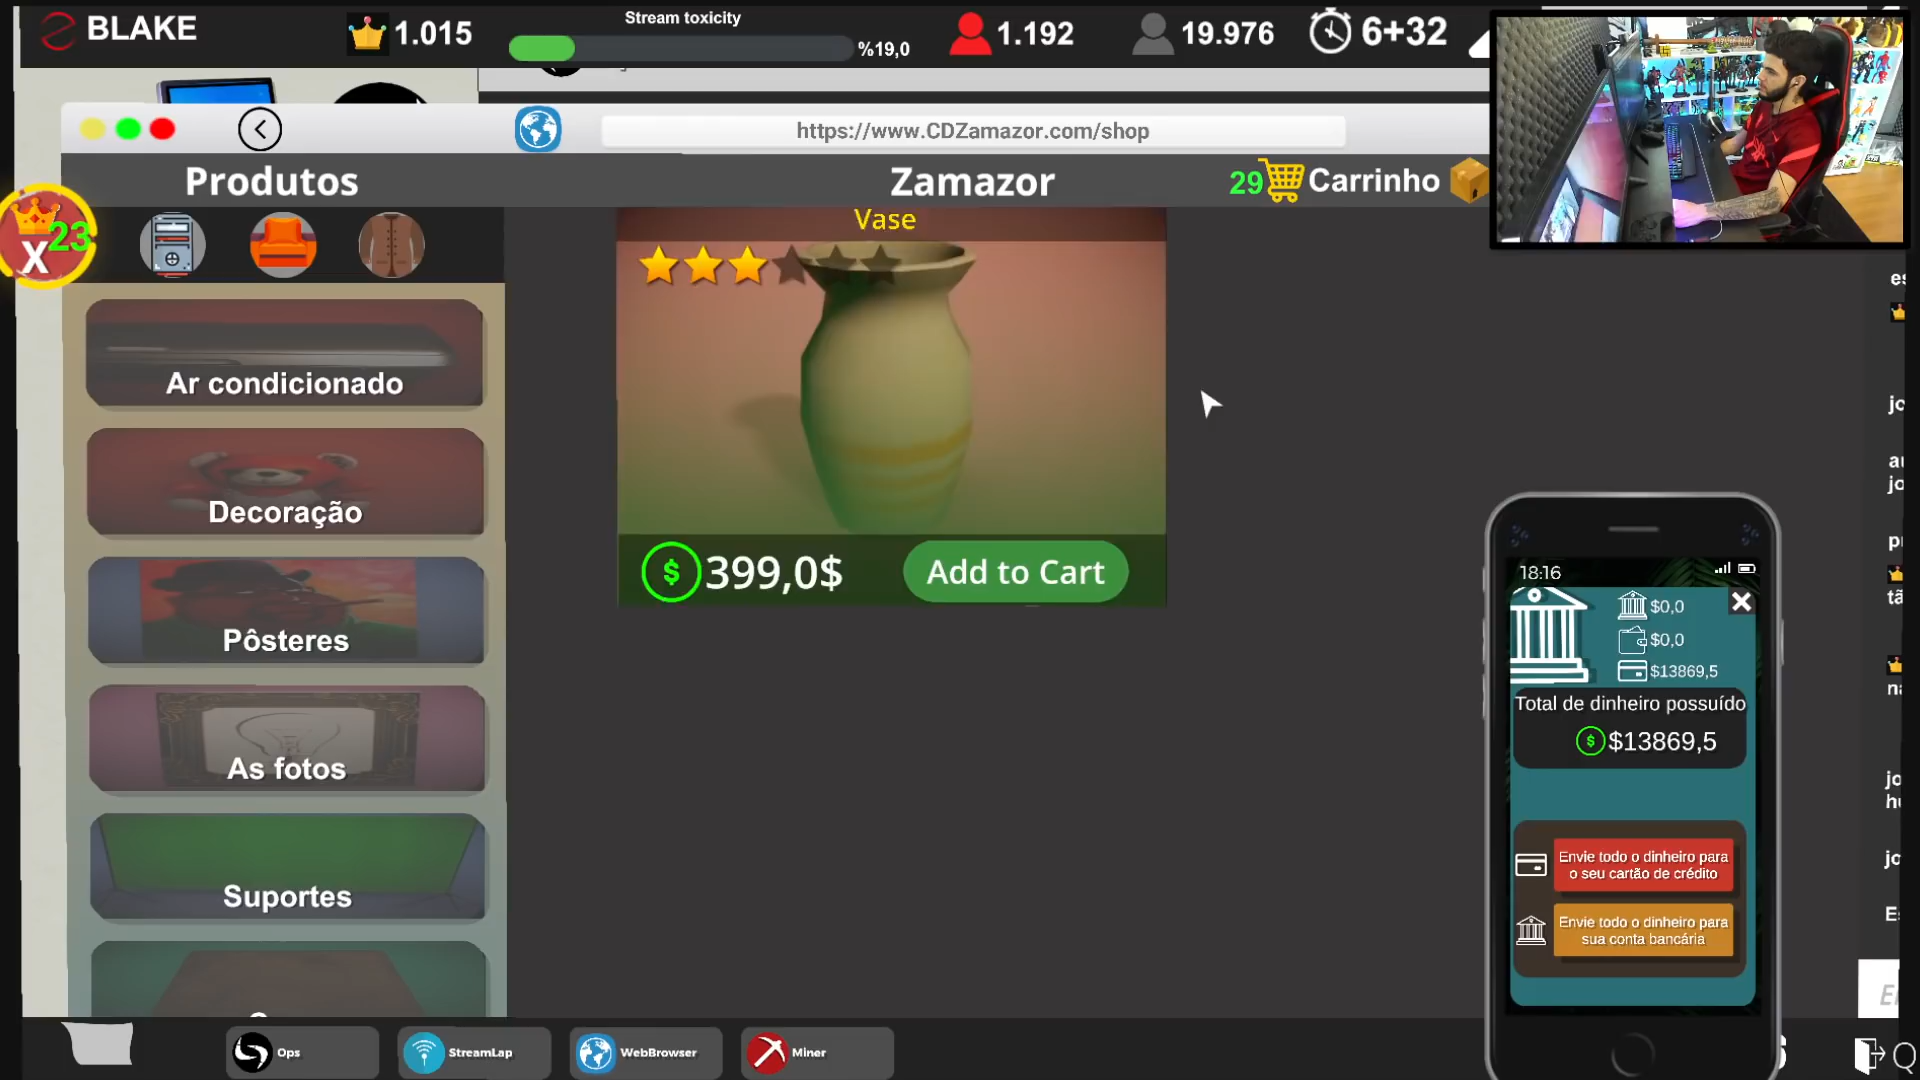 BLAKE
1.015
Stream toxicity
%19,0
1.192
19.976
6+32
https://www.CDZamazor.com/shop
Produtos
Zamazor
29 Carrinho
X 23
Vase
Ar condicionado
Decoração
Pôsteres
As fotos
Suportes
399,0$
Add to Cart
18:16
$0,0
$0,0
$13869,5
Total de dinheiro possuído
$ $13869,5
Envie todo o dinheiro para
o seu cartão de crédito
Envie todo o dinheiro para
sua conta bancária
Ops
StreamLap
WebBrowser
Miner
Q